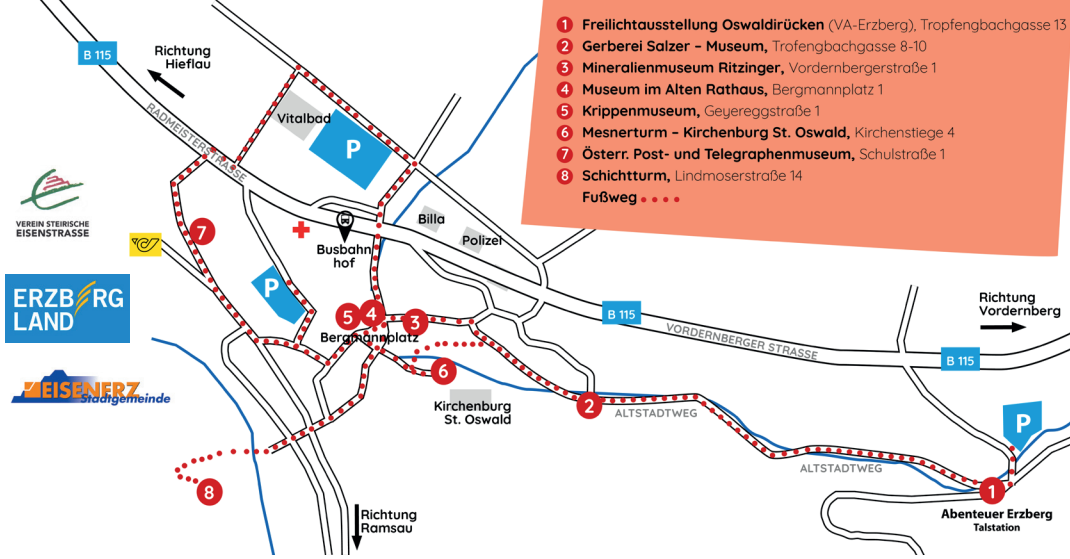 1 Freilichtausstellung Oswaldirücken (VA-Erzberg), Tropfengbachgasse 13
2 Gerberei Salzer – Museum, Trofengbachgasse 8-10
3 Mineralienmuseum Ritzinger, Vordernbergerstraße 1
4 Museum im Alten Rathaus, Bergmannplatz 1
5 Krippenmuseum, Geyereggstraße 1
6 Mesnerturm – Kirchenburg St. Oswald, Kirchenstiege 4
7 Österr. Post- und Telegraphenmuseum, Schulstraße 1
8 Schichtturm, Lindmoserstraße 14
Fußweg
B 115
Richtung
Hieflau
RADMEISTERSTRASSE
Vitalbad
P
Billa
Polizei
Busbahn
hof
VEREIN STEIRISCHE
EISENSTRASSE
7
P
ERZBERG
LAND
5
4
3
Bergmannplatz
B 115
VORDERNBERGER STRASSE
Richtung
Vordernberg
B 115
EISENERZ
Stadtgemeinde
6
Kirchenburg
St. Oswald
2
ALTSTADTWEG
P
ALTSTADTWEG
8
1
Abenteuer Erzberg
Talstation
Richtung
Ramsau